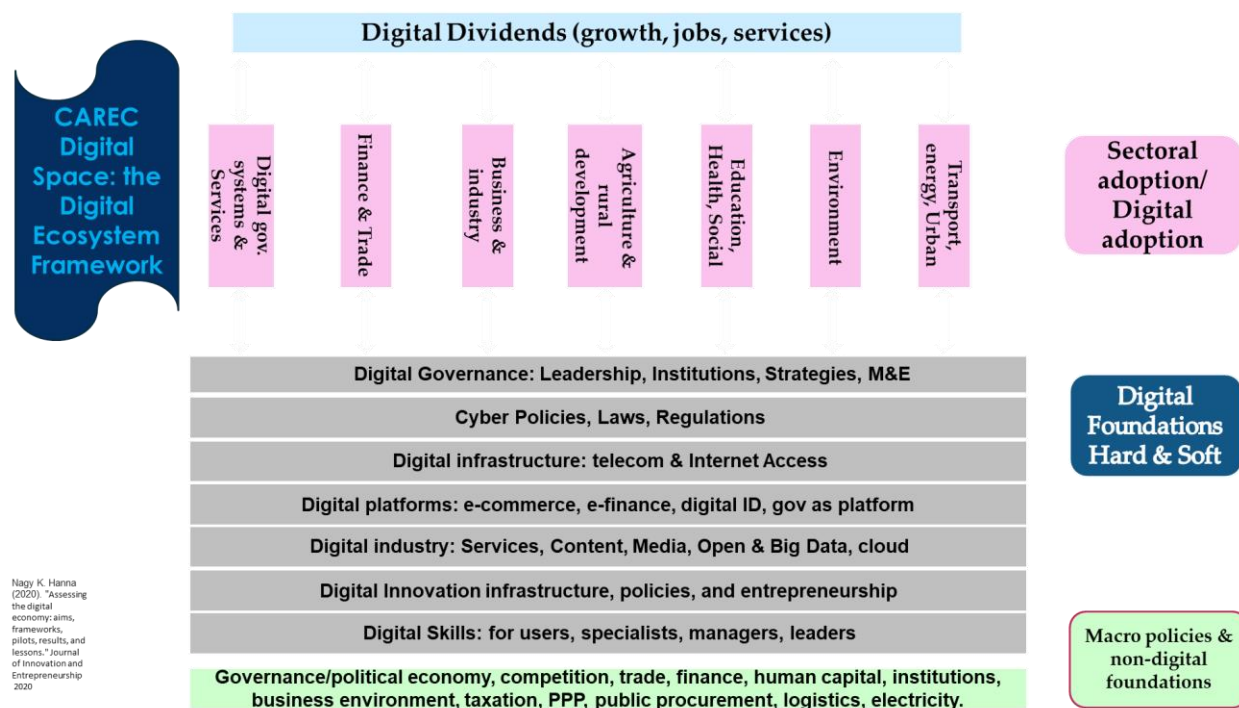 Digital Dividends (growth, jobs, services)
CAREC
Digital
Space: the
Digital
Ecosystem
Framework
Digital gov.
systems &
Services
Finance & Trade
Business &
industry
Agriculture &
rural
development
Education,
Health, Social
Environment
Transport,
energy, Urban
Sectoral
adoption/
Digital
adoption
Digital Governance: Leadership, Institutions, Strategies, M&E
Cyber Policies, Laws, Regulations
Digital infrastructure: telecom & Internet Access
Digital platforms: e-commerce, e-finance, digital ID, gov as platform
Digital industry: Services, Content, Media, Open & Big Data, cloud
Digital Innovation infrastructure, policies, and entrepreneurship
Digital Skills: for users, specialists, managers, leaders
Digital
Foundations
Hard & Soft
Governance/political economy, competition, trade, finance, human capital, institutions,
business environment, taxation, PPP, public procurement, logistics, electricity.
Macro policies &
non-digital
foundations
Nagy K. Hanna
(2020). "Assessing
the digital
economy: aims,
frameworks,
pilots, results, and
lessons." Journal
of Innovation and
Entrepreneurship
2020